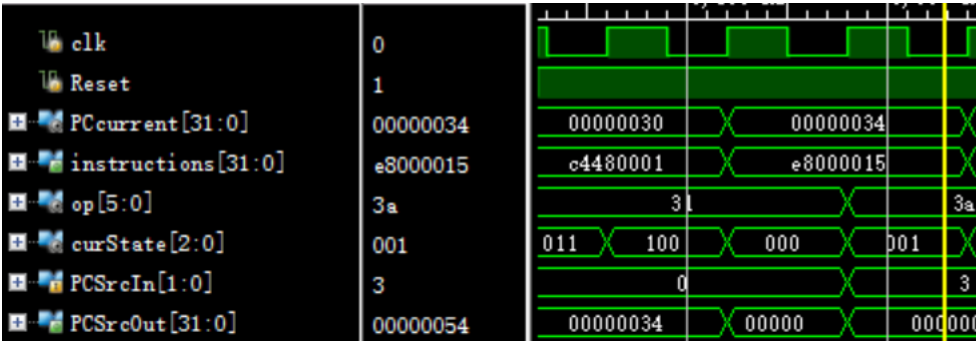 clk 0
Reset 1
PCcurrent[31:0] 00000034 00000030 00000034
instructions[31:0] e8000015 c4480001 e8000015
op[5:0] 3a 31 3a
curState[2:0] 001 011 100 000 001
PCSrcIn[1:0] 3 0 3
PCSrcOut[31:0] 00000054 00000034 00000 000000